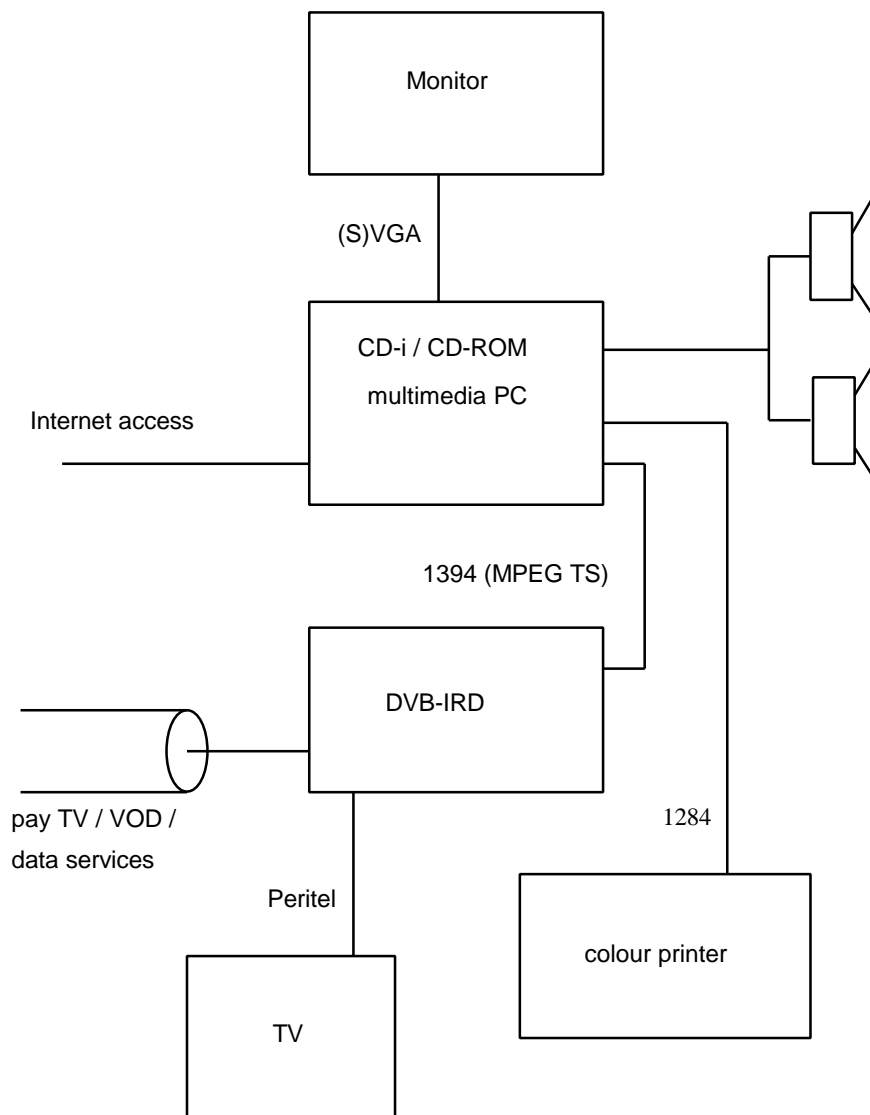 Monitor
(S)VGA
CD-i / CD-ROM
multimedia PC
Internet access
1394 (MPEG TS)
DVB-IRD
pay TV / VOD /
data services
1284
Peritel
colour printer
TV